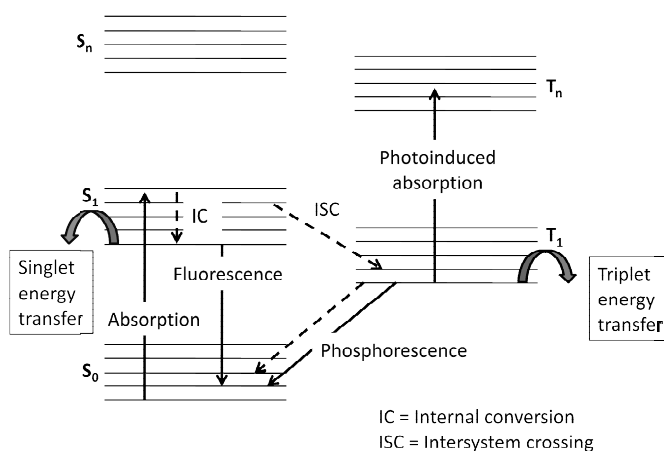 Sn
Tn
Photoinduced
absorption
S1
IC
ISC
T1
Singlet
energy
transfer
Fluorescence
Triplet
energy
transfer
Absorption
Phosphorescence
S0
IC = Internal conversion
ISC = Intersystem crossing